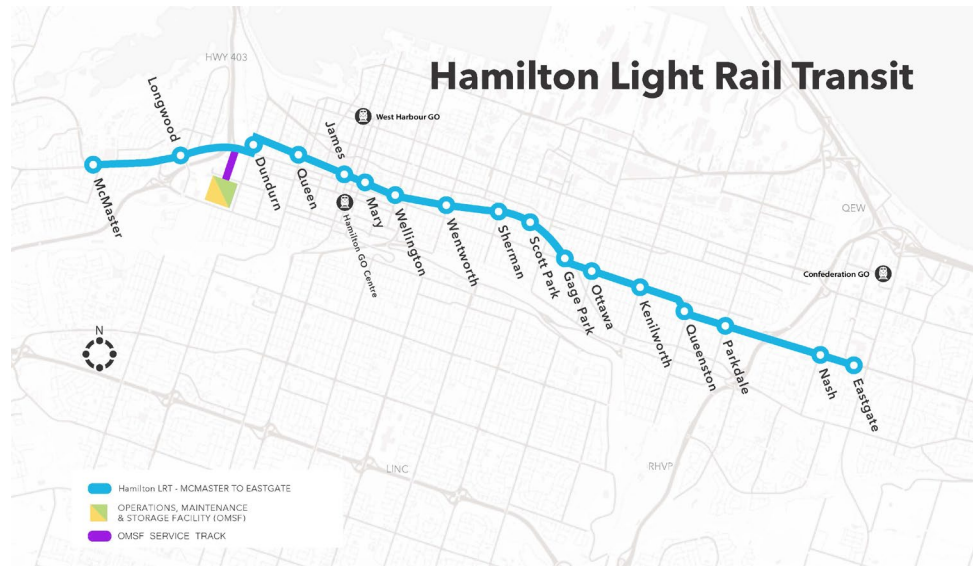 Hamilton Light Rail Transit
HWY 403
West Harbour GO
Longwood
James
McMaster
Dundurn
Queen
Hamilton GO Centre
Mary
Wellington
Wentworth
Sherman
Scott Park
Gage Park
Ottawa
Kenilworth
Queenston
Parkdale
Nash
Eastgate
QEW
Confederation GO
N
LINC
RHVP
Hamilton LRT - MCMASTER TO EASTGATE
OPERATIONS, MAINTENANCE
& STORAGE FACILITY (OMSF)
OMSF SERVICE TRACK